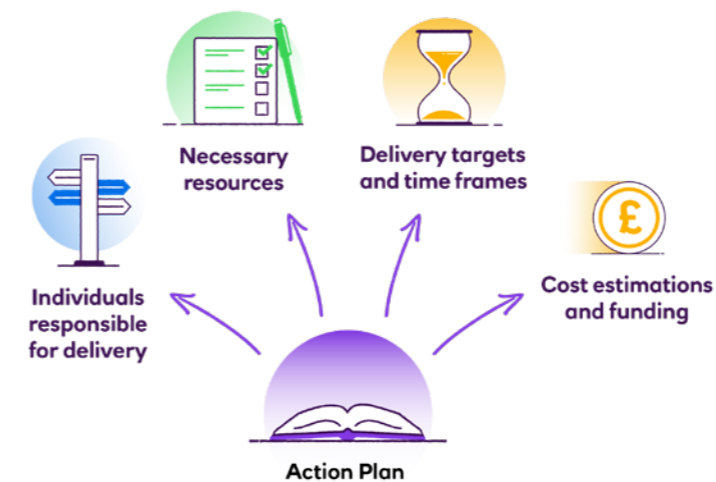 Necessary
resources
Delivery targets
and time frames
£
Individuals
responsible
for delivery
Cost estimations
and funding
Action Plan